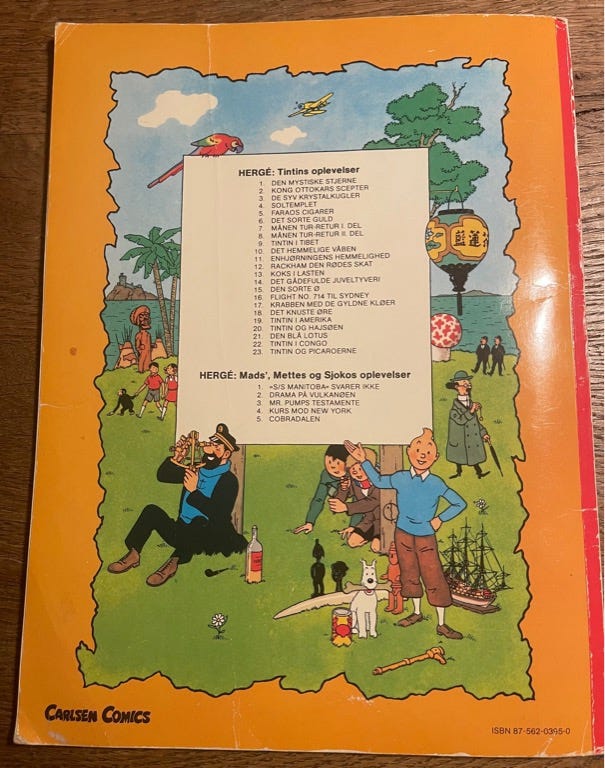 HERGÉ: Tintins oplevelser
1. DEN MYSTISKE STJERNE
2. KONG OTTOKARS SCEPTER
3. DE SYV KRYSTALKUGLER
4. SOLTEMPLET
5. FARAOS CIGARER
6. DET SORTE GULD
7. MÅNEN TUR-RETUR I. DEL
8. MÅNEN TUR-RETUR II. DEL
9. TINTIN I TIBET
10. DET HEMMELIGE VÅBEN
11. ENHJØRNINGENS HEMMELIGHED
12. RACKHAM DEN RØDES SKAT
13. KOKS I LASTEN
14. DET GÅDEFULDE JUVELTYVERI
15. DEN SORTE Ø
16. FLIGHT NO. 714 TIL SYDNEY
17. KRABBEN MED DE GYLDNE KLØER
18. DET KNUSTE ØRE
19. TINTIN I AMERIKA
20. TINTIN OG HAJSØEN
21. DEN BLÅ LOTUS
22. TINTIN I CONGO
23. TINTIN OG PICAROERNE
HERGÉ: Mads', Mettes og Sjokos oplevelser
1. «S/S MANITOBA» SVARER IKKE
2. DRAMA PÅ VULKANØEN
3. MR. PUMPS TESTAMENTE
4. KURS MOD NEW YORK
5. COBRADALEN
藍蓮
CARLSEN COMICS
ISBN 87-562-0395-0